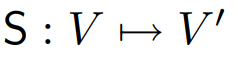 S : V ↦ V′